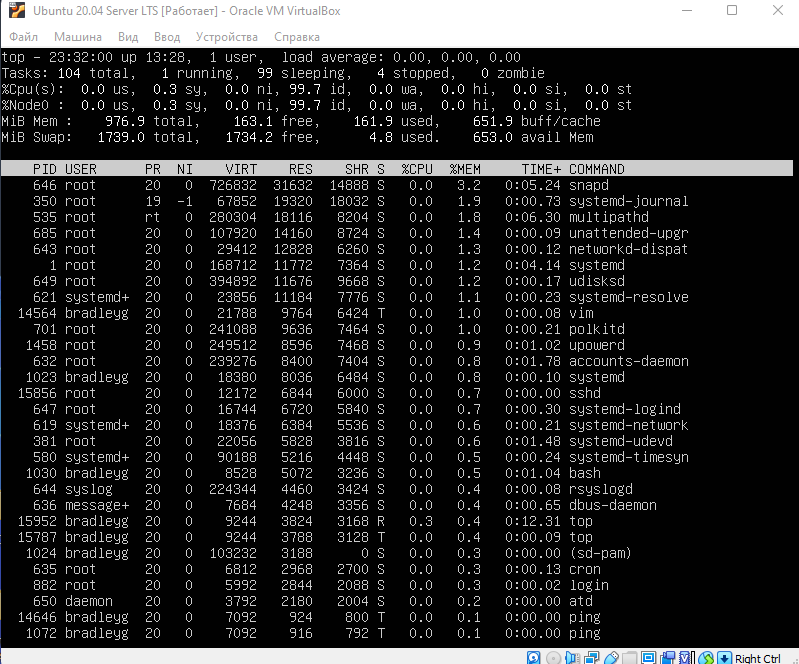 Ubuntu 20.04 Server LTS [Работает] - Oracle VM VirtualBox
Файл Машина Вид Ввод Устройства Справка
top - 23:32:00 up 13:28, 1 user, load average: 0.00, 0.00, 0.00
Tasks: 104 total, 1 running, 99 sleeping, 4 stopped, 0 zombie
%Cpu(s): 0.0 us, 0.3 sy, 0.0 ni, 99.7 id, 0.0 wa, 0.0 hi, 0.0 si, 0.0 st
%Node0 : 0.0 us, 0.3 sy, 0.0 ni, 99.7 id, 0.0 wa, 0.0 hi, 0.0 si, 0.0 st
MiB Mem : 976.9 total, 163.1 free, 161.9 used, 651.9 buff/cache
MiB Swap: 1739.0 total, 1734.2 free, 4.8 used. 653.0 avail Mem
PID USER PR NI VIRT RES SHR S %CPU %MEM TIME+ COMMAND
646 root 20 0 726832 31632 14888 S 0.0 3.2 0:05.24 snapd
350 root 19 -1 67852 19320 18032 S 0.0 1.9 0:00.73 systemd-journal
535 root rt 0 280304 18116 8204 S 0.0 1.8 0:06.30 multipathd
685 root 20 0 107920 14160 8724 S 0.0 1.4 0:00.09 unattended-upgr
643 root 20 0 29412 12828 6260 S 0.0 1.3 0:00.12 networkd-dispat
1 root 20 0 168712 11772 7364 S 0.0 1.2 0:04.14 systemd
649 root 20 0 394892 11676 9668 S 0.0 1.2 0:00.17 udisksd
621 systemd+ 20 0 23856 11184 7776 S 0.0 1.1 0:00.23 systemd-resolve
14564 bradleyg 20 0 21788 9764 6424 T 0.0 1.0 0:00.08 vim
701 root 20 0 241088 9636 7464 S 0.0 1.0 0:00.21 polkitd
1458 root 20 0 249512 8596 7468 S 0.0 0.9 0:01.02 upowerd
632 root 20 0 239276 8400 7404 S 0.0 0.8 0:01.78 accounts-daemon
1023 bradleyg 20 0 18380 8036 6484 S 0.0 0.8 0:00.10 systemd
15856 root 20 0 12172 6844 6000 S 0.0 0.7 0:00.00 sshd
647 root 20 0 16744 6720 5840 S 0.0 0.7 0:00.30 systemd-logind
619 systemd+ 20 0 18376 6384 5536 S 0.0 0.6 0:00.21 systemd-network
381 root 20 0 22056 5828 3816 S 0.0 0.6 0:01.48 systemd-udevd
580 systemd+ 20 0 90188 5216 4448 S 0.0 0.5 0:00.24 systemd-timesyn
1030 bradleyg 20 0 8528 5072 3236 S 0.0 0.5 0:01.04 bash
644 syslog 20 0 224344 4460 3424 S 0.0 0.4 0:00.08 rsyslogd
636 message+ 20 0 7684 4248 3356 S 0.0 0.4 0:00.65 dbus-daemon
15952 bradleyg 20 0 9244 3824 3168 R 0.3 0.4 0:12.31 top
15787 bradleyg 20 0 9244 3788 3128 T 0.0 0.4 0:00.09 top
1024 bradleyg 20 0 103232 3188 0 S 0.0 0.3 0:00.00 (sd-pam)
635 root 20 0 6812 2968 2700 S 0.0 0.3 0:00.13 cron
882 root 20 0 5992 2844 2088 S 0.0 0.3 0:00.02 login
650 daemon 20 0 3792 2180 2004 S 0.0 0.2 0:00.00 atd
14646 bradleyg 20 0 7092 924 800 T 0.0 0.1 0:00.00 ping
1072 bradleyg 20 0 7092 916 792 T 0.0 0.1 0:00.00 ping
Right Ctrl